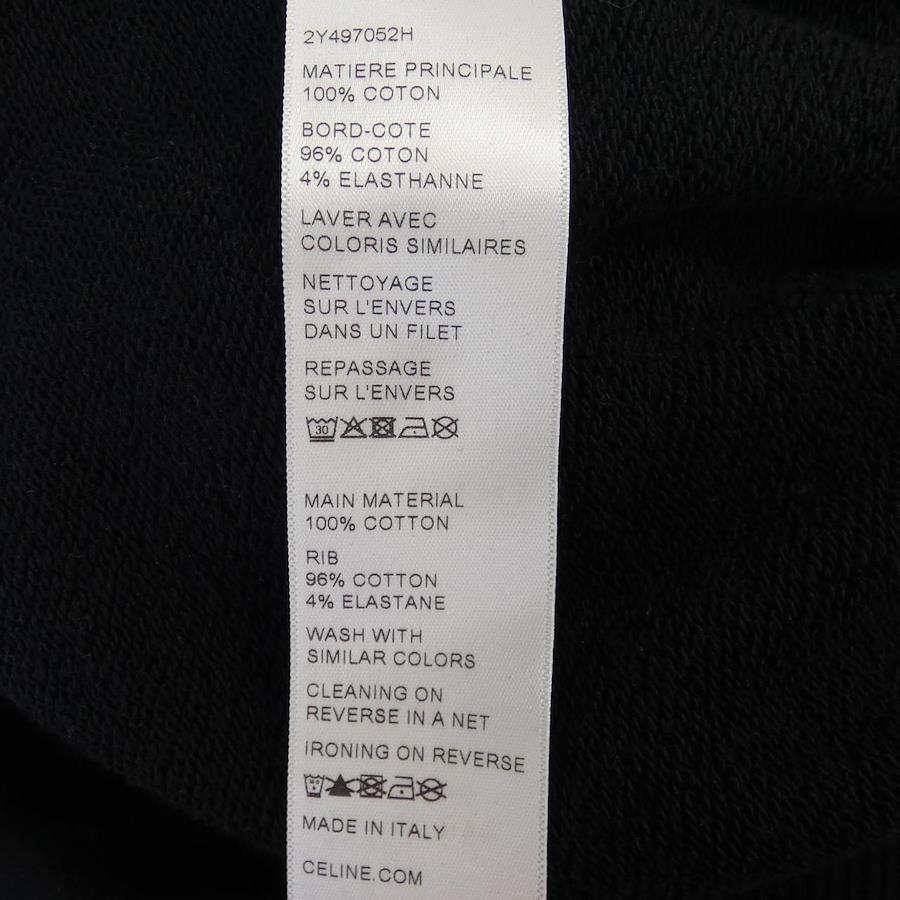 2Y497052H
MATIERE PRINCIPALE
100% COTON
BORD-COTE
96% COTON
4% ELASTHANNE
LAVER AVEC
COLORIS SIMILAIRES
NETTOYAGE
SUR L'ENVERS
DANS UN FILET
REPASSAGE
SUR L'ENVERS
30
MAIN MATERIAL
100% COTTON
RIB
96% COTTON
4% ELASTANE
WASH WITH
SIMILAR COLORS
CLEANING ON
REVERSE IN A NET
IRONING ON REVERSE
MADE IN ITALY
CELINE.COM